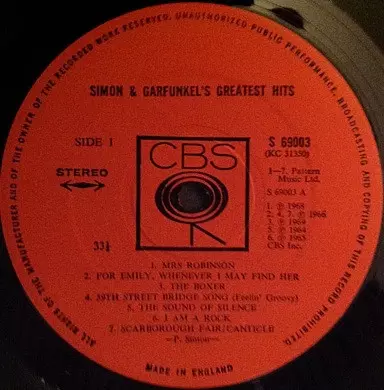 ALL RIGHTS OF THE MANUFACTURER AND OF THE OWNER OF THE RECORDED WORK RESERVED. UNAUTHORIZED PUBLIC PERFORMANCE, BROADCASTING AND COPYING OF THIS RECORD PROHIBITED.
SIMON & GARFUNKEL'S GREATEST HITS
SIDE 1
CBS
S 69003
(KC 31350)
STEREO
1—7. Pattern
Music Ltd.
S 69003 A
1. ℗ 1968
2. 4. 7. ℗ 1966
3. ℗ 1969
5. ℗ 1964
6. ℗ 1965
CBS Inc.
33⅓
1. MRS ROBINSON
2. FOR EMILY, WHENEVER I MAY FIND HER
3. THE BOXER
4. 59TH STREET BRIDGE SONG (Feelin' Groovy)
5. THE SOUND OF SILENCE
6. I AM A ROCK
7. SCARBOROUGH FAIR/CANTICLE
—P. Simon—
MADE IN ENGLAND